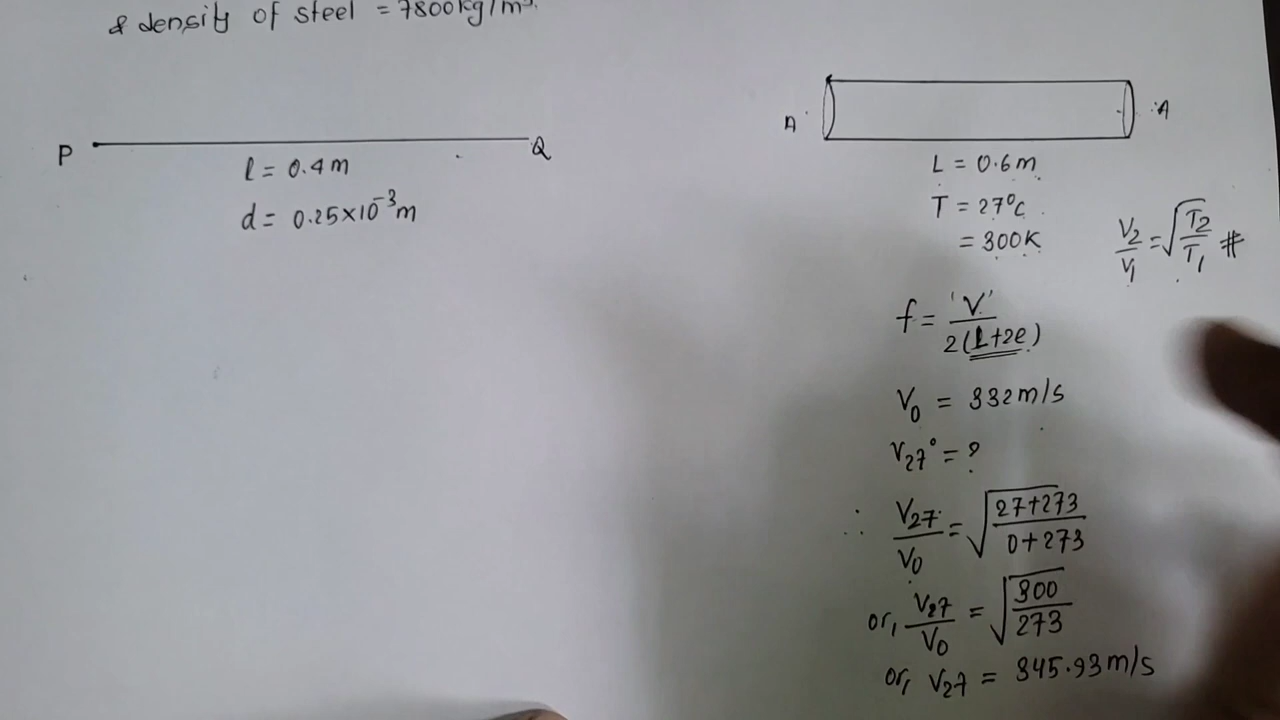 & density of steel = 7800kg/m³.
P
Q
l = 0.4m
d = 0.25×10⁻³m
A
A
L = 0.6m
T = 27°C
= 300K
V₂/V₁ = √(T₂/T₁) #
f = 'V'/2(L+2e)
V₀ = 332m/s
V₂₇° = ?
∴ V₂₇/V₀ = √(27+273/0+273)
or, V₂₇/V₀ = √(300/273)
or, V₂₇ = 345.93m/s